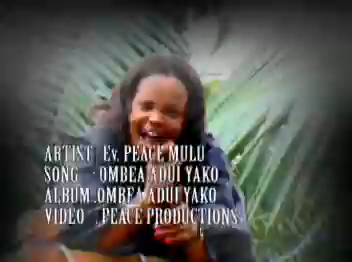 ARTIST : Ev. PEACE MULU
SONG : OMBEA ADUI YAKO
ALBUM : OMBEA ADUI YAKO
VIDEO : PEACE PRODUCTIONS